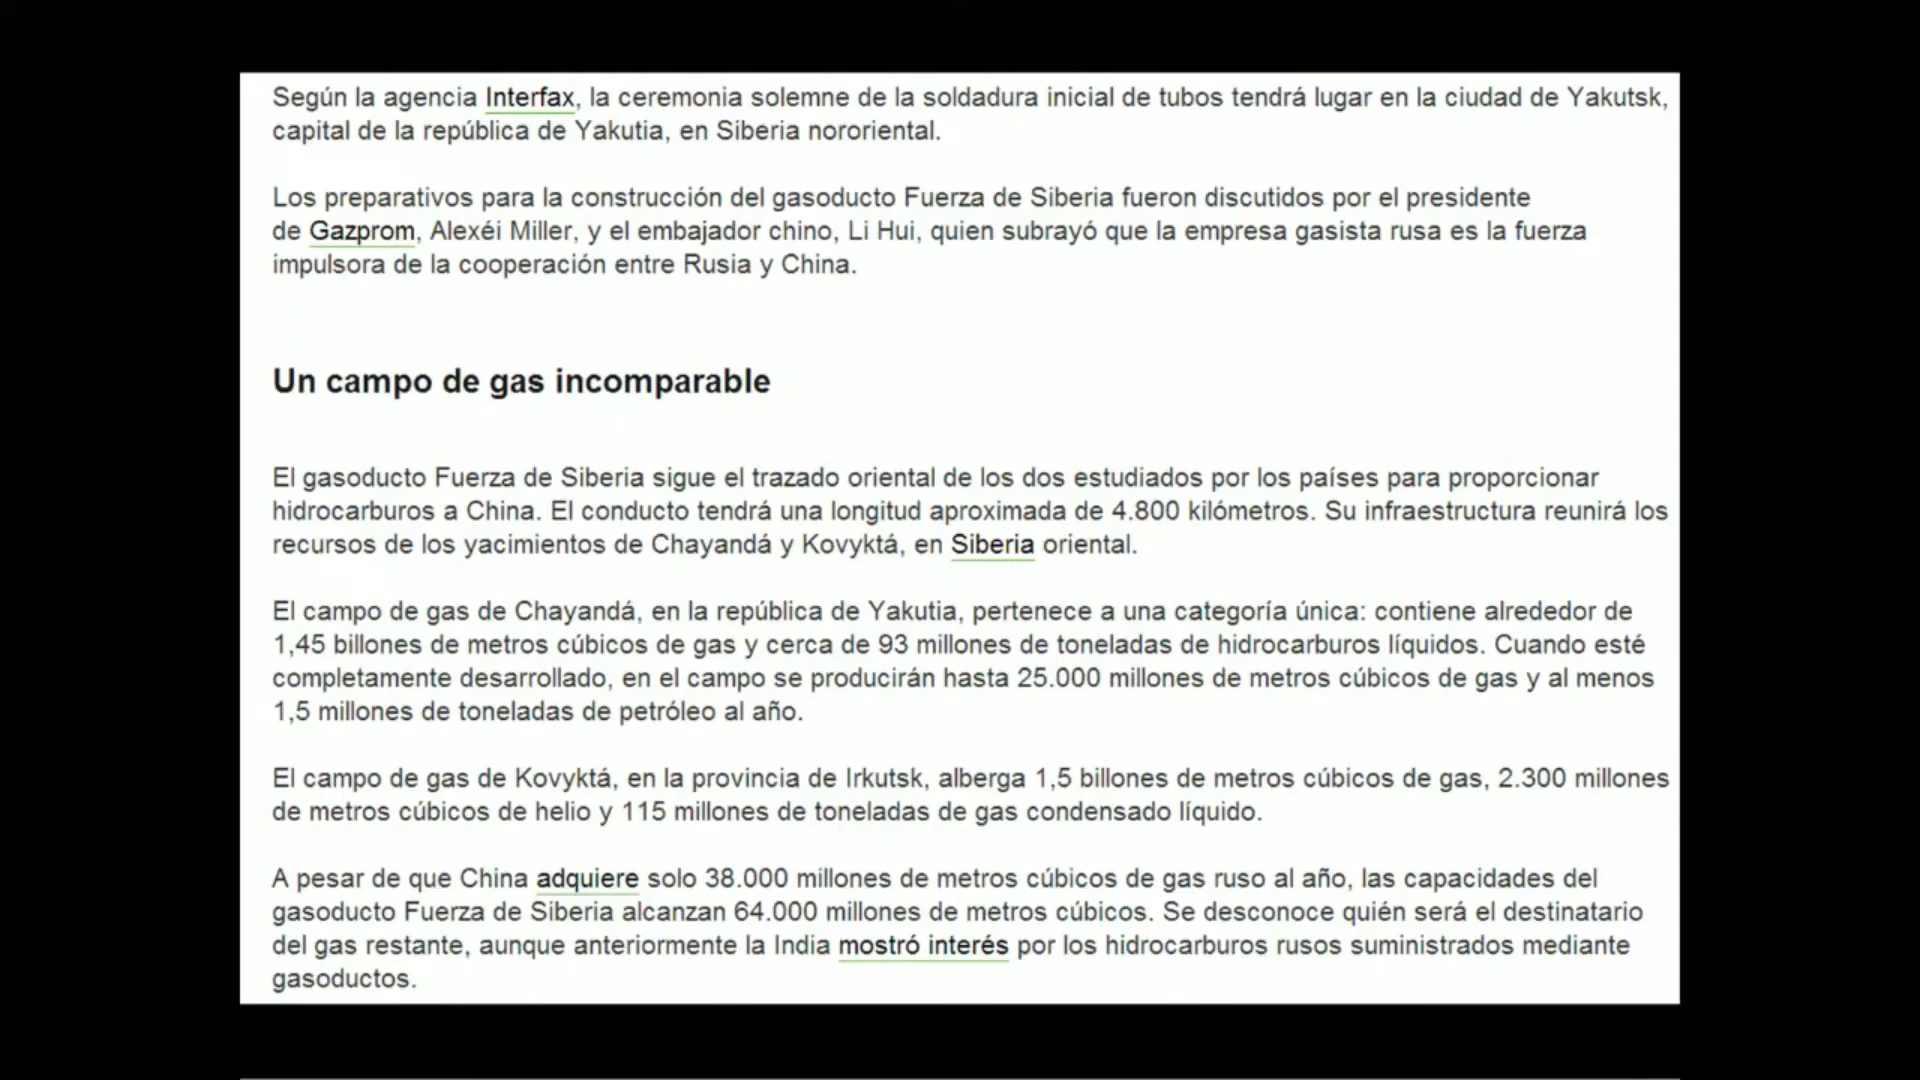 Según la agencia Interfax, la ceremonia solemne de la soldadura inicial de tubos tendrá lugar en la ciudad de Yakutsk,
capital de la república de Yakutia, en Siberia nororiental.
Los preparativos para la construcción del gasoducto Fuerza de Siberia fueron discutidos por el presidente
de Gazprom, Alexéi Miller, y el embajador chino, Li Hui, quien subrayó que la empresa gasista rusa es la fuerza
impulsora de la cooperación entre Rusia y China.
Un campo de gas incomparable
El gasoducto Fuerza de Siberia sigue el trazado oriental de los dos estudiados por los países para proporcionar
hidrocarburos a China. El conducto tendrá una longitud aproximada de 4.800 kilómetros. Su infraestructura reunirá los
recursos de los yacimientos de Chayandá y Kovyktá, en Siberia oriental.
El campo de gas de Chayandá, en la república de Yakutia, pertenece a una categoría única: contiene alrededor de
1,45 billones de metros cúbicos de gas y cerca de 93 millones de toneladas de hidrocarburos líquidos. Cuando esté
completamente desarrollado, en el campo se producirán hasta 25.000 millones de metros cúbicos de gas y al menos
1,5 millones de toneladas de petróleo al año.
El campo de gas de Kovyktá, en la provincia de Irkutsk, alberga 1,5 billones de metros cúbicos de gas, 2.300 millones
de metros cúbicos de helio y 115 millones de toneladas de gas condensado líquido.
A pesar de que China adquiere solo 38.000 millones de metros cúbicos de gas ruso al año, las capacidades del
gasoducto Fuerza de Siberia alcanzan 64.000 millones de metros cúbicos. Se desconoce quién será el destinatario
del gas restante, aunque anteriormente la India mostró interés por los hidrocarburos rusos suministrados mediante
gasoductos.